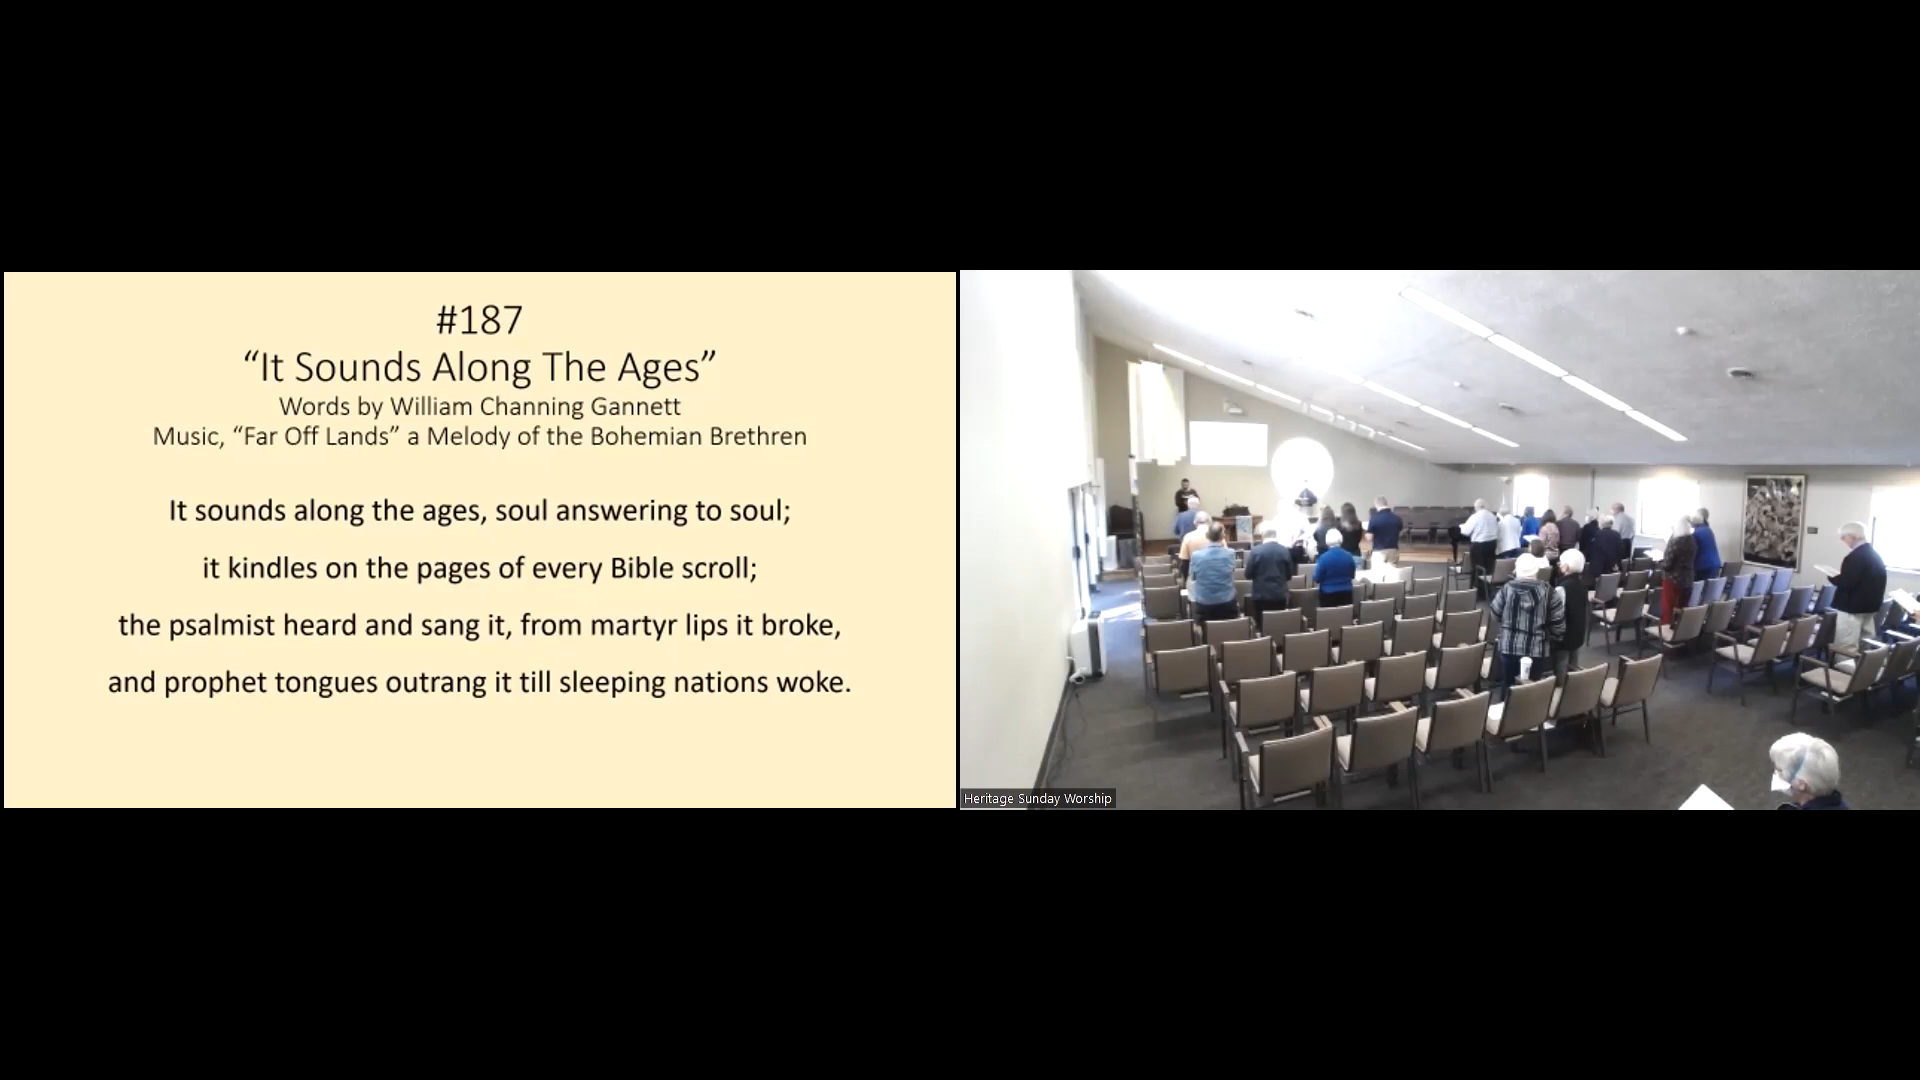 #187
“It Sounds Along The Ages”
Words by William Channing Gannett
Music, “Far Off Lands” a Melody of the Bohemian Brethren
It sounds along the ages, soul answering to soul;
it kindles on the pages of every Bible scroll;
the psalmist heard and sang it, from martyr lips it broke,
and prophet tongues outrang it till sleeping nations woke.
Heritage Sunday Worship